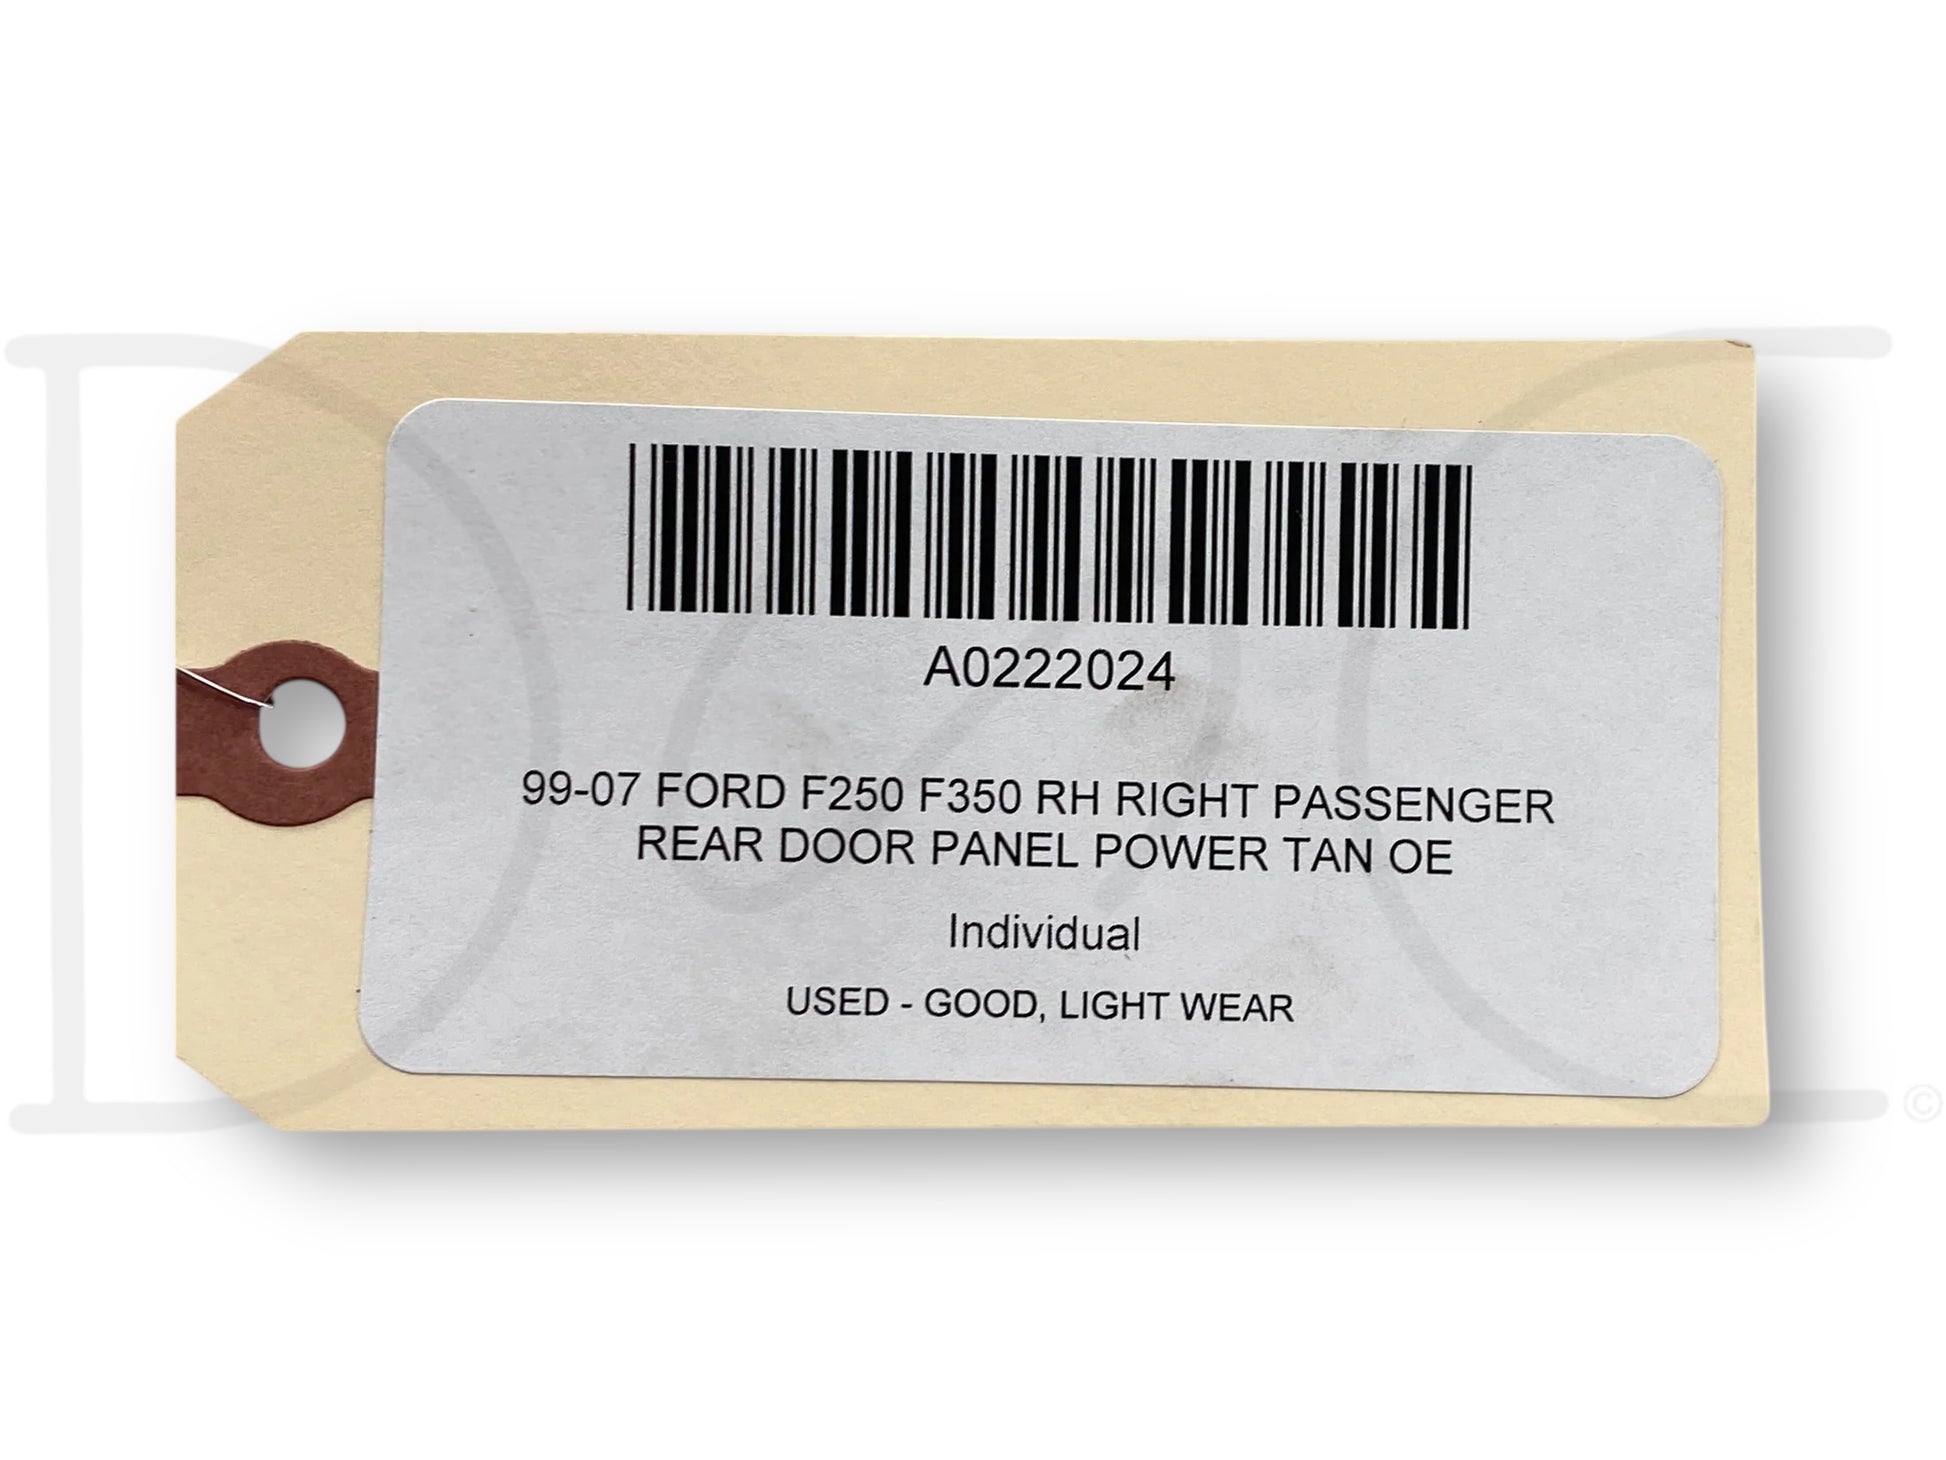 A0222024
99-07 FORD F250 F350 RH RIGHT PASSENGER
REAR DOOR PANEL POWER TAN OE
Individual
USED - GOOD, LIGHT WEAR
©